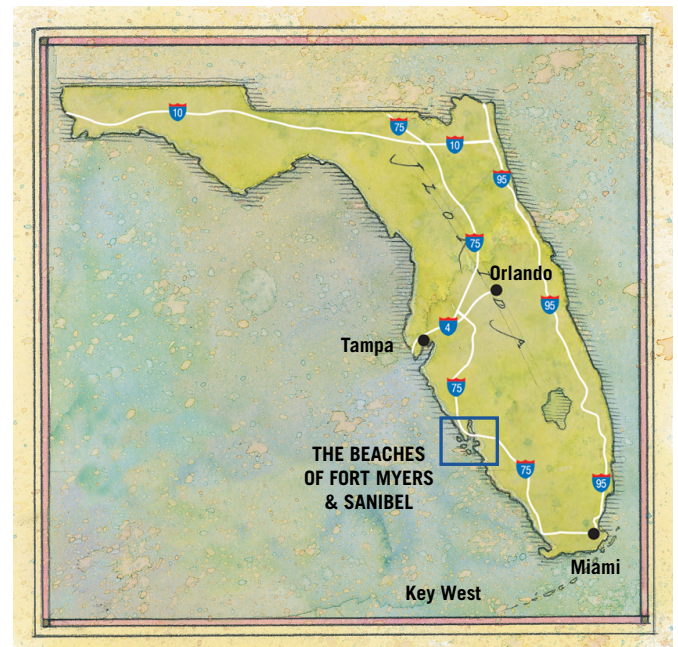 10
75
10
95
FLORIDA
75
Orlando
95
4
Tampa
75
THE BEACHES
OF FORT MYERS
& SANIBEL
75
95
Miami
Key West